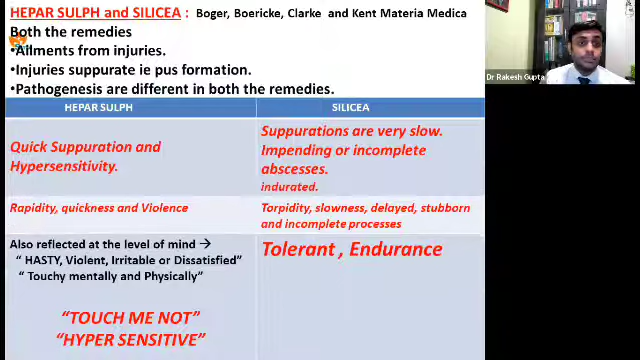 HEPAR SULPH and SILICEA : Boger, Boericke, Clarke and Kent Materia Medica
Both the remedies
•Ailments from injuries.
•Injuries suppurate ie pus formation.
•Pathogenesis are different in both the remedies.
Dr Rakesh Gupta
HEPAR SULPH
SILICEA
Quick Suppuration and
Hypersensitivity.
Suppurations are very slow.
Impending or incomplete
abscesses.
indurated.
Rapidity, quickness and Violence
Torpidity, slowness, delayed, stubborn
and incomplete processes
Also reflected at the level of mind →
“ HASTY, Violent, Irritable or Dissatisfied”
“ Touchy mentally and Physically”
“TOUCH ME NOT”
“HYPER SENSITIVE”
Tolerant , Endurance